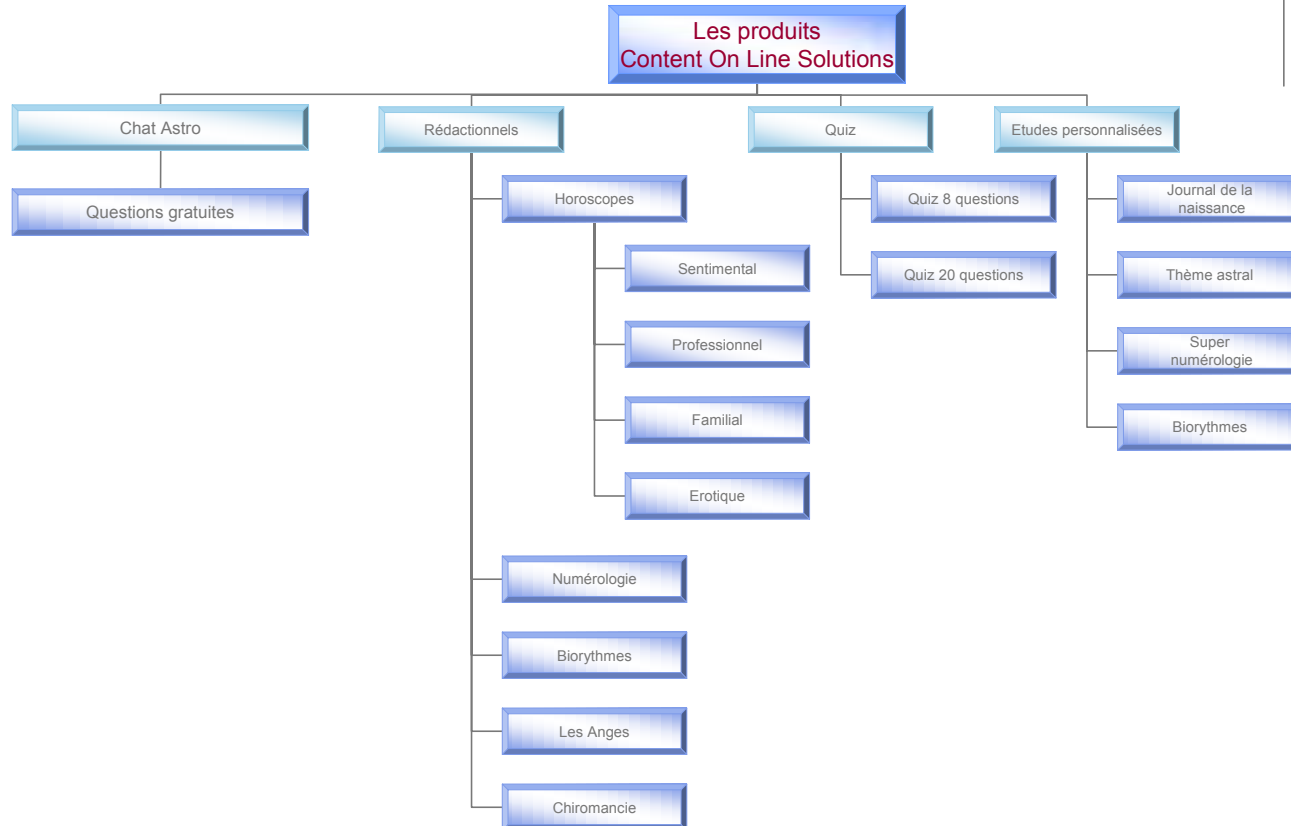 Les produits
Content On Line Solutions
Chat Astro
Questions gratuites
Rédactionnels
Horoscopes
Sentimental
Professionnel
Familial
Erotique
Numérologie
Biorythmes
Les Anges
Chiromancie
Quiz
Quiz 8 questions
Quiz 20 questions
Etudes personnalisées
Journal de la
naissance
Thème astral
Super
numérologie
Biorythmes